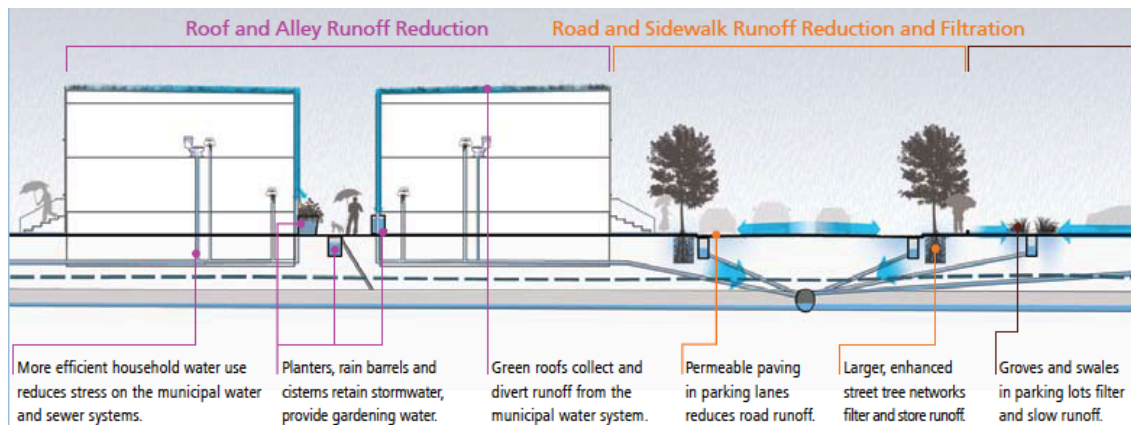 Roof and Alley Runoff Reduction
Road and Sidewalk Runoff Reduction and Filtration
More efficient household water use
reduces stress on the municipal water
and sewer systems.
Planters, rain barrels and
cisterns retain stormwater,
provide gardening water.
Green roofs collect and
divert runoff from the
municipal water system.
Permeable paving
in parking lanes
reduces road runoff.
Larger, enhanced
street tree networks
filter and store runoff.
Groves and swales
in parking lots filter
and slow runoff.